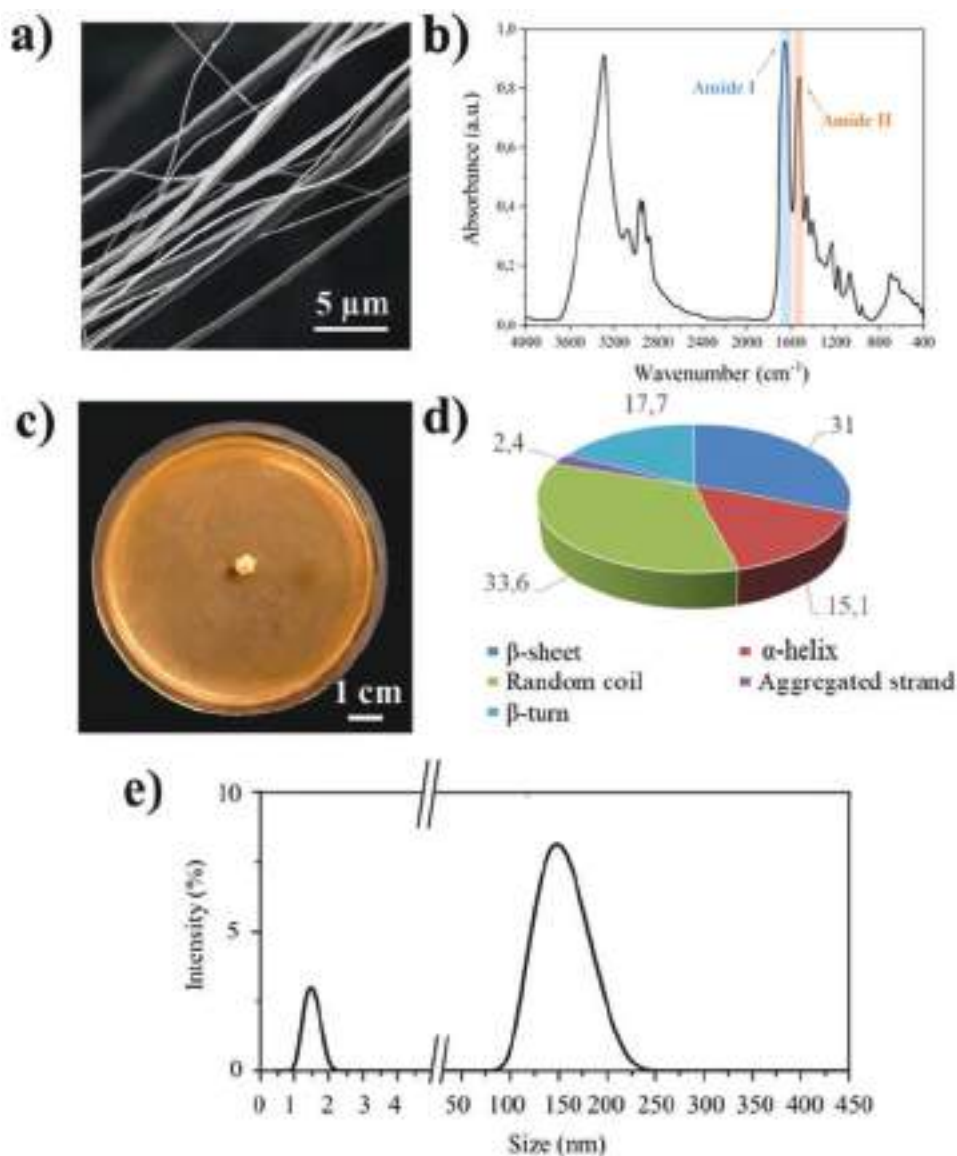 a)
5 µm
b)
1,0
0,8
0,6
0,4
0,2
0,0
Absorbance (a.u.)
Amide I
Amide II
4000 3600 2800 2000 1600 1200 800 400
Wavenumber (cm⁻¹)
c)
1 cm
d)
17,7
31
2,4
33,6
15,1
β-sheet
α-helix
Random coil
Aggregated strand
β-turn
e)
10
5
0
Intensity (%)
0 1 2 3 4 50 100 150 200 250 300 350 400 450
Size (nm)